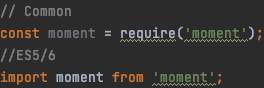 // Common
const moment = require('moment');
//ES5/6
import moment from 'moment';